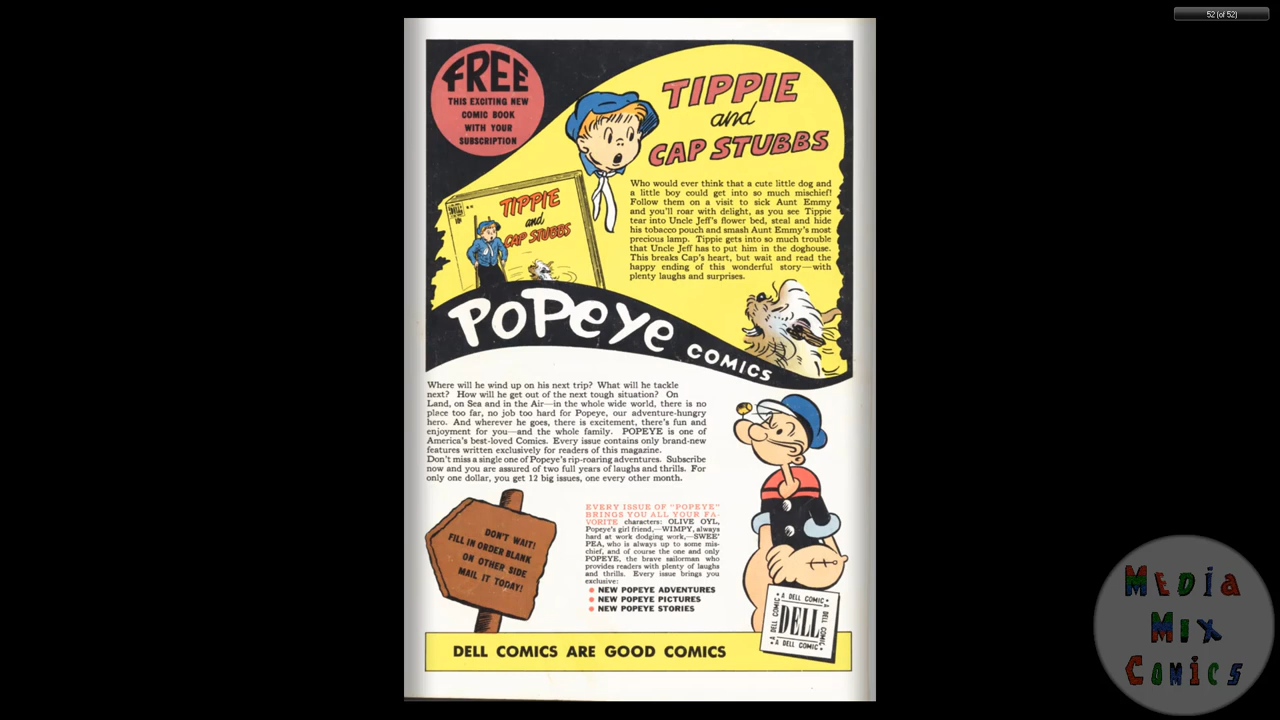 52 (of 52)
FREE
THIS EXCITING NEW
COMIC BOOK
WITH YOUR
SUBSCRIPTION
TIPPIE
and
CAP STUBBS
Who would ever think that a cute little dog and
a little boy could get into so much mischief!
Follow them on a visit to sick Aunt Emmy
and you'll roar with delight, as you see Tippie
tear into Uncle Jeff's flower bed, steal and hide
his tobacco pouch and smash Aunt Emmy's most
precious lamp. Tippie gets into so much trouble
that Uncle Jeff has to put him in the doghouse.
This breaks Cap's heart, but wait and read the
happy ending of this wonderful story—with
plenty laughs and surprises.
TIPPIE
and
CAP STUBBS
POPEYE COMICS
Where will he wind up on his next trip? What will he tackle
next? How will he get out of the next tough situation? On
Land, on Sea and in the Air—in the whole wide world, there is no
place too far, no job too hard for Popeye, our adventure-hungry
hero. And wherever he goes, there is excitement, there's fun and
enjoyment for you—and the whole family. POPEYE is one of
America's best-loved Comics. Every issue contains only brand-new
features written exclusively for readers of this magazine.
Don't miss a single one of Popeye's rip-roaring adventures. Subscribe
now and you are assured of two full years of laughs and thrills. For
only one dollar, you get 12 big issues, one every other month.
DON'T WAIT!
FILL IN ORDER BLANK
ON OTHER SIDE
MAIL IT TODAY!
EVERY ISSUE OF "POPEYE"
BRINGS YOU ALL YOUR FA-
VORITE characters: OLIVE OYL,
Popeye's girl friend,—WIMPY, always
hard at work dodging work,—SWEE'
PEA, who is always up to some mis-
chief, and of course the one and only
POPEYE, the brave sailorman who
provides readers with plenty of laughs
and thrills. Every issue brings you
exclusive:
● NEW POPEYE ADVENTURES
● NEW POPEYE PICTURES
● NEW POPEYE STORIES
A DELL COMIC
A DELL COMIC
DELL
A DELL COMIC
A DELL COMIC
DELL COMICS ARE GOOD COMICS
MEDIA
MIX
COMICS